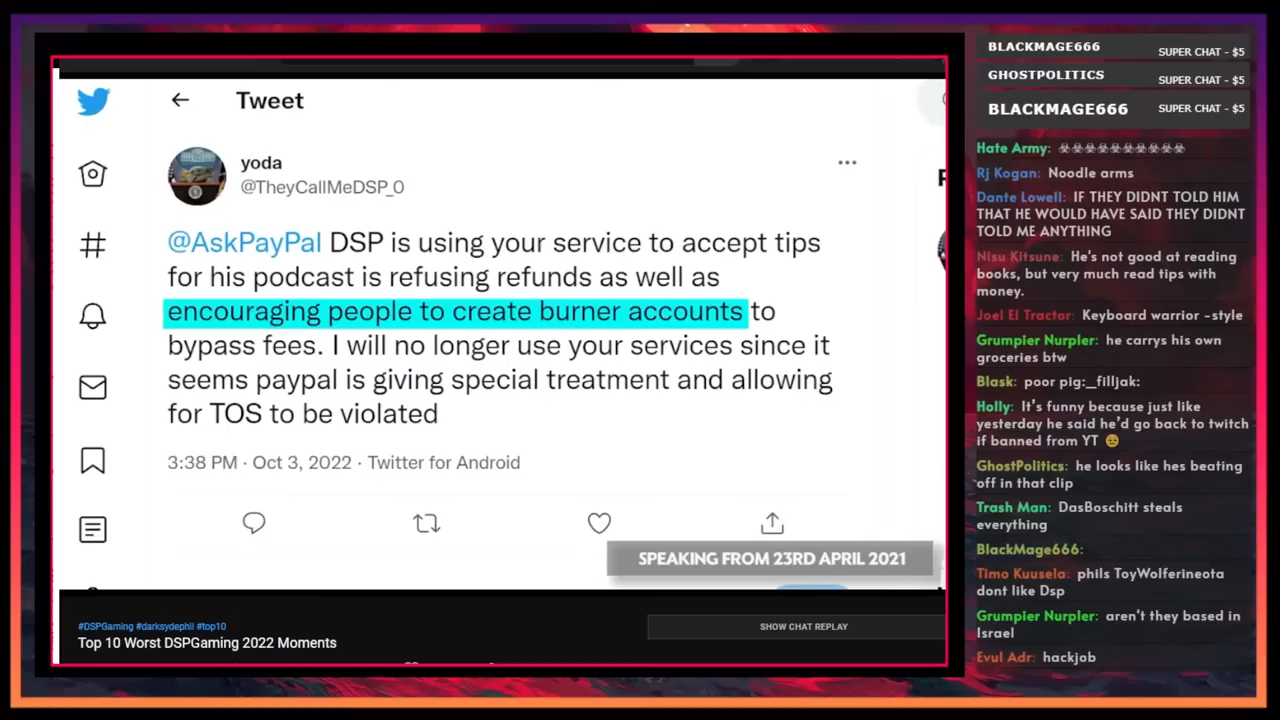 Tweet
yoda
@TheyCallMeDSP_0
@AskPayPal DSP is using your service to accept tips
for his podcast is refusing refunds as well as
encouraging people to create burner accounts to
bypass fees. I will no longer use your services since it
seems paypal is giving special treatment and allowing
for TOS to be violated
3:38 PM · Oct 3, 2022 · Twitter for Android
SPEAKING FROM 23RD APRIL 2021
#DSPGaming #darksydephil #top10
Top 10 Worst DSPGaming 2022 Moments
SHOW CHAT REPLAY
BLACKMAGE666 SUPER CHAT - $5
GHOSTPOLITICS SUPER CHAT - $5
BLACKMAGE666 SUPER CHAT - $5
Hate Army: ☣☣☣☣☣☣☣☣☣☣
Rj Kogan: Noodle arms
Dante Lowell: IF THEY DIDNT TOLD HIM
THAT HE WOULD HAVE SAID THEY DIDNT
TOLD ME ANYTHING
Nisu Kitsune: He's not good at reading
books, but very much read tips with
money.
Joel El Tractor: Keyboard warrior -style
Grumpier Nurpler: he carrys his own
groceries btw
Blask: poor pig:_filljak:
Holly: It's funny because just like
yesterday he said he'd go back to twitch
if banned from YT
GhostPolitics: he looks like hes beating
off in that clip
Trash Man: DasBoschitt steals
everything
BlackMage666:
Timo Kuusela: phils ToyWolferineota
dont like Dsp
Grumpier Nurpler: aren't they based in
Israel
Evul Adr: hackjob